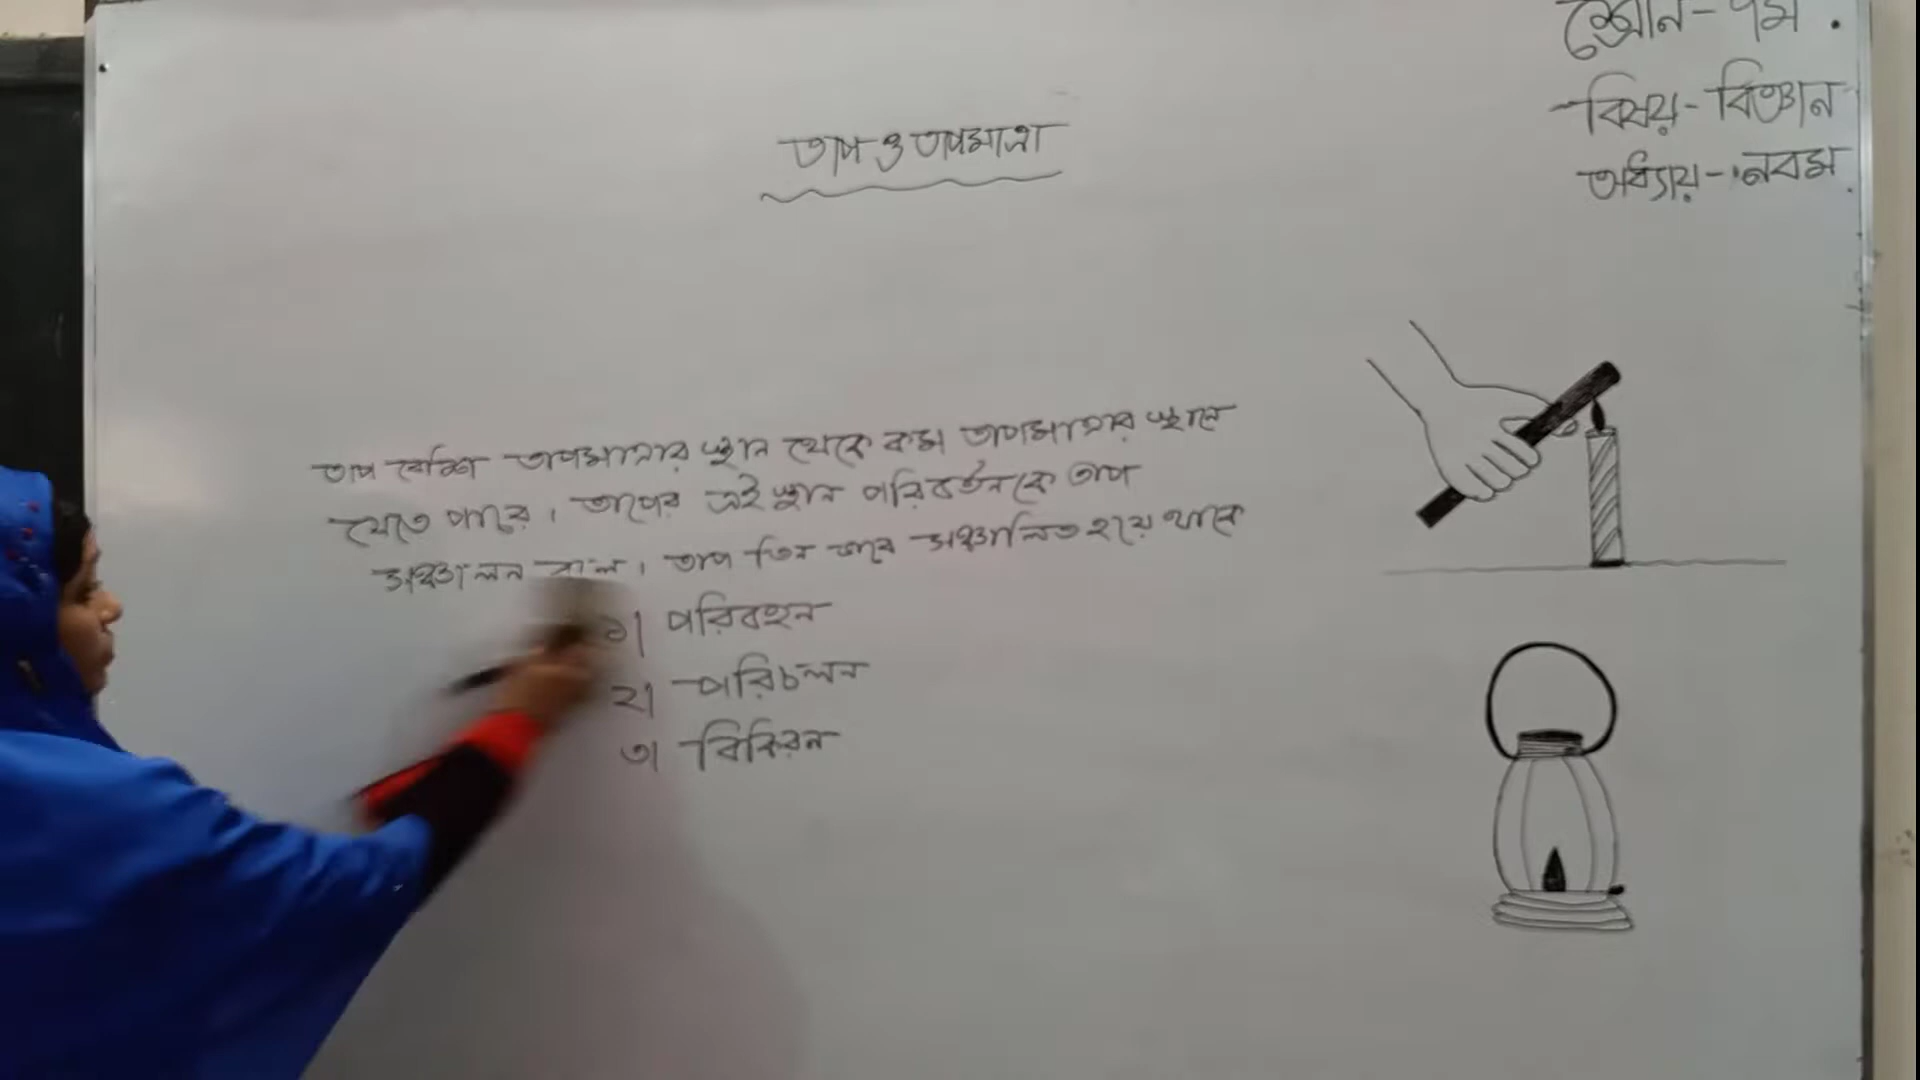 শ্রেনি - ৭ম .
বিষয় - বিজ্ঞান
অধ্যায় - নবম .
তাপ ও তাপমাত্রা
তাপ বেশি তাপমাত্রার স্থান থেকে কম তাপমাত্রার স্থানে
যেতে পারে । তাপের এই স্থান পরিবর্তনকে তাপ
সঞ্চালন বলে । তাপ তিন ভাবে সঞ্চালিত হয়ে থাকে
১। পরিবহন
২। পরিচলন
৩। বিকিরন